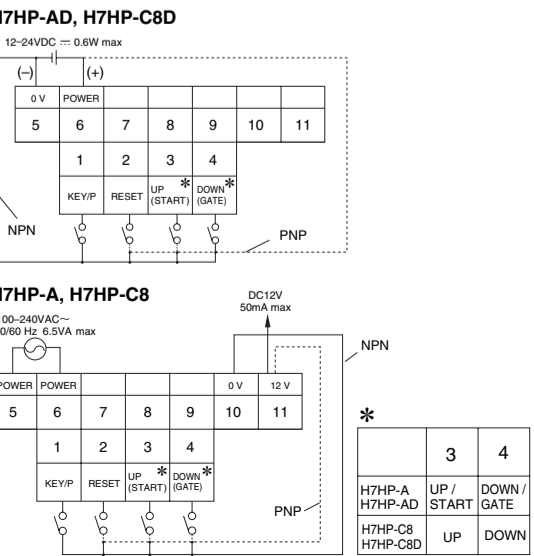 H7HP-AD, H7HP-C8D
12–24VDC ⎓ 0.6W max
(–) (+)
0 V POWER
5 6 7 8 9 10 11
1 2 3 4
KEY/P RESET UP (START) * DOWN (GATE) *
NPN
PNP
H7HP-A, H7HP-C8
DC12V
50mA max
100–240VAC~
50/60 Hz 6.5VA max
NPN
POWER POWER 0 V 12 V
5 6 7 8 9 10 11
1 2 3 4
KEY/P RESET UP (START) * DOWN (GATE) *
PNP
*
3 4
H7HP-A H7HP-AD UP / START DOWN / GATE
H7HP-C8 H7HP-C8D UP DOWN